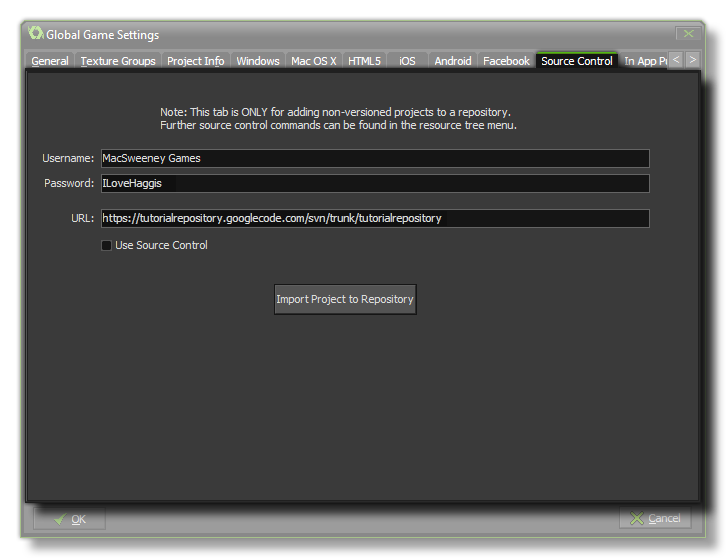 Global Game Settings
General Texture Groups Project Info Windows Mac OS X HTML5 iOS Android Facebook Source Control In App < >
Note: This tab is ONLY for adding non-versioned projects to a repository.
Further source control commands can be found in the resource tree menu.
Username: MacSweeney Games
Password: ILoveHaggis
URL: https://tutorialrepository.googlecode.com/svn/trunk/tutorialrepository
Use Source Control
Import Project to Repository
OK Cancel